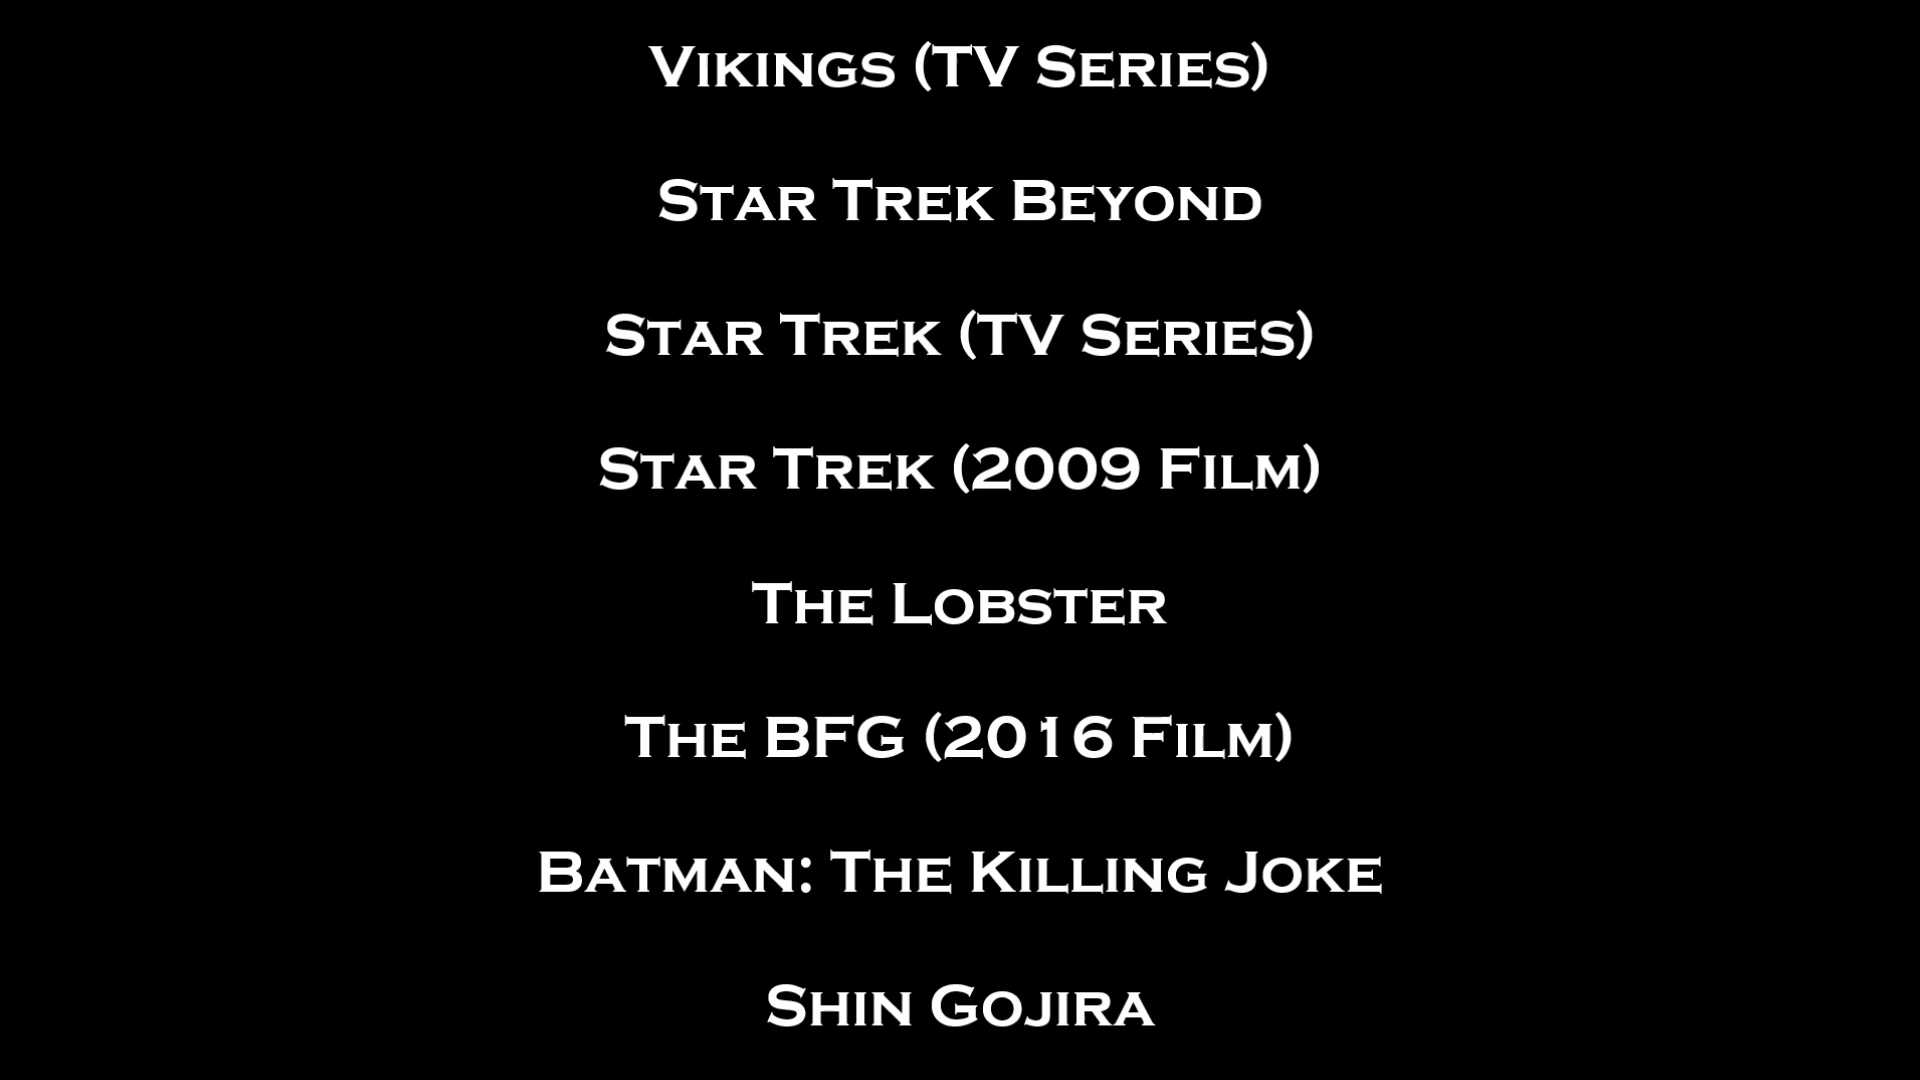 Vikings (TV Series)
Star Trek Beyond
Star Trek (TV Series)
Star Trek (2009 Film)
The Lobster
The BFG (2016 Film)
Batman: The Killing Joke
Shin Gojira